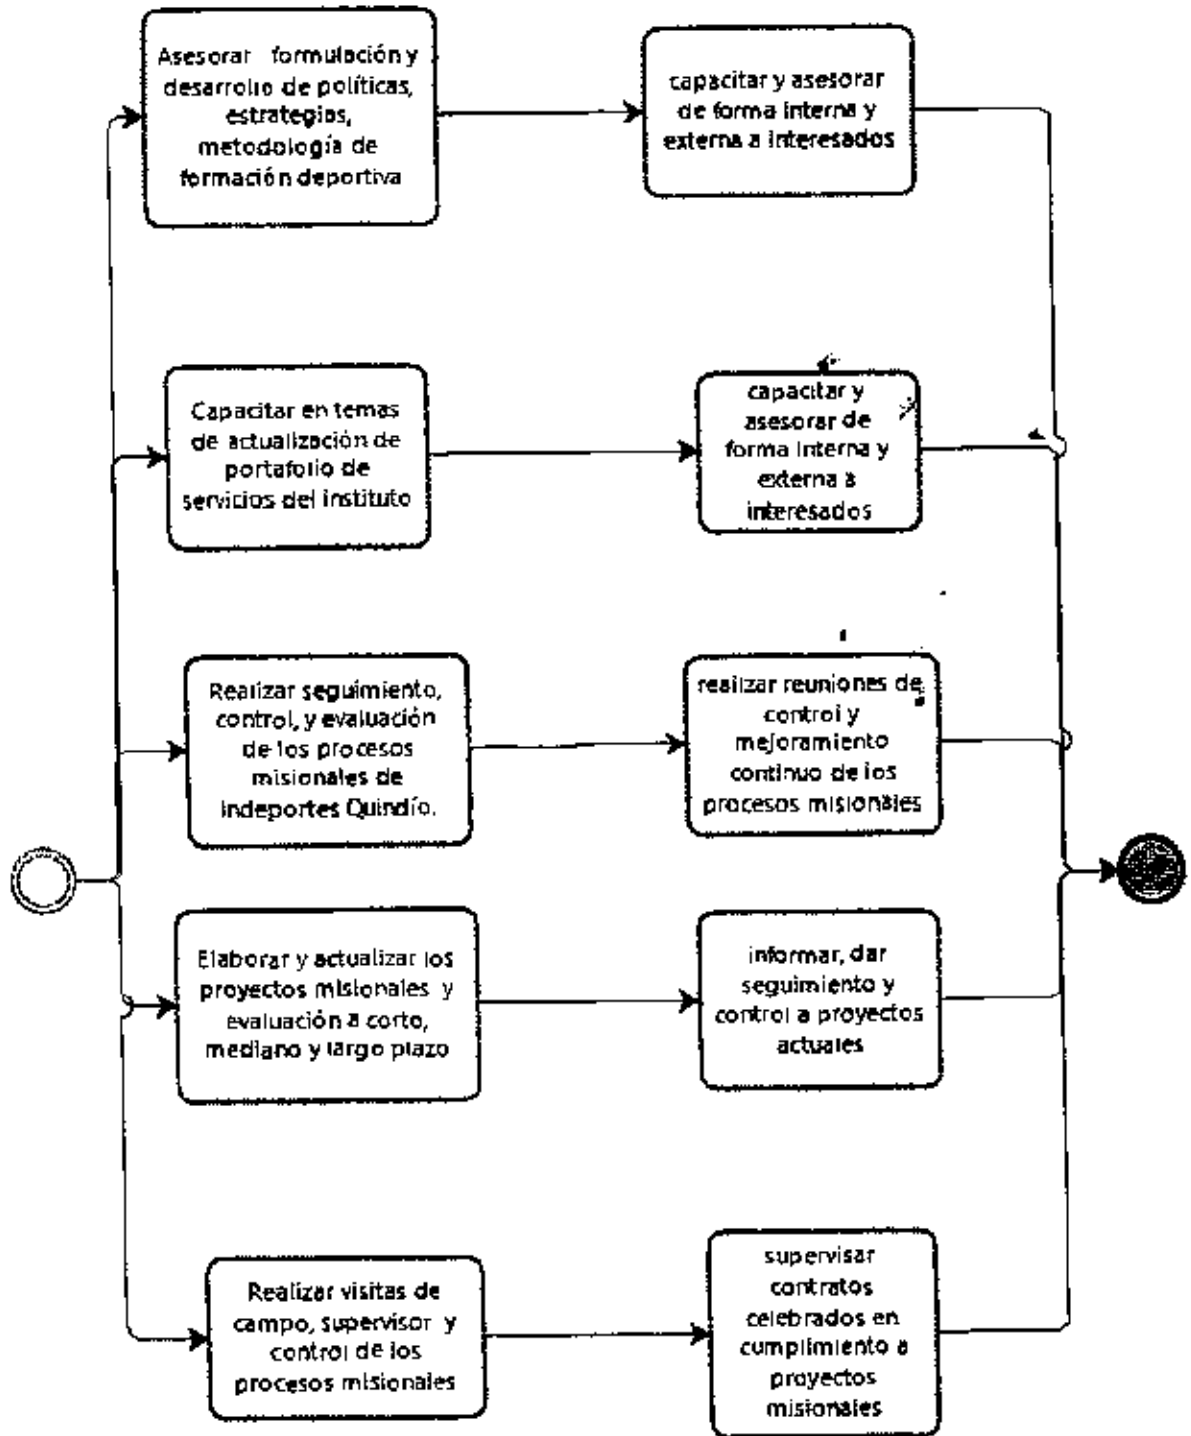 Asesorar formulación y
desarrollo de políticas,
estrategias,
metodología de
formación deportiva
capacitar y asesorar
de forma interna y
externa a interesados
Capacitar en temas
de actualización de
portafolio de
servicios del instituto
capacitar y
asesorar de
forma interna y
externa a
interesados
Realizar seguimiento,
control, y evaluación
de los procesos
misionales de
indeportes Quindío.
realizar reuniones de
control y
mejoramiento
continuo de los
procesos misionales
Elaborar y actualizar los
proyectos misionales y
evaluación a corto,
mediano y largo plazo
informar, dar
seguimiento y
control a proyectos
actuales
Realizar visitas de
campo, supervisor y
control de los
procesos misionales
supervisar
contratos
celebrados en
cumplimiento a
proyectos
misionales